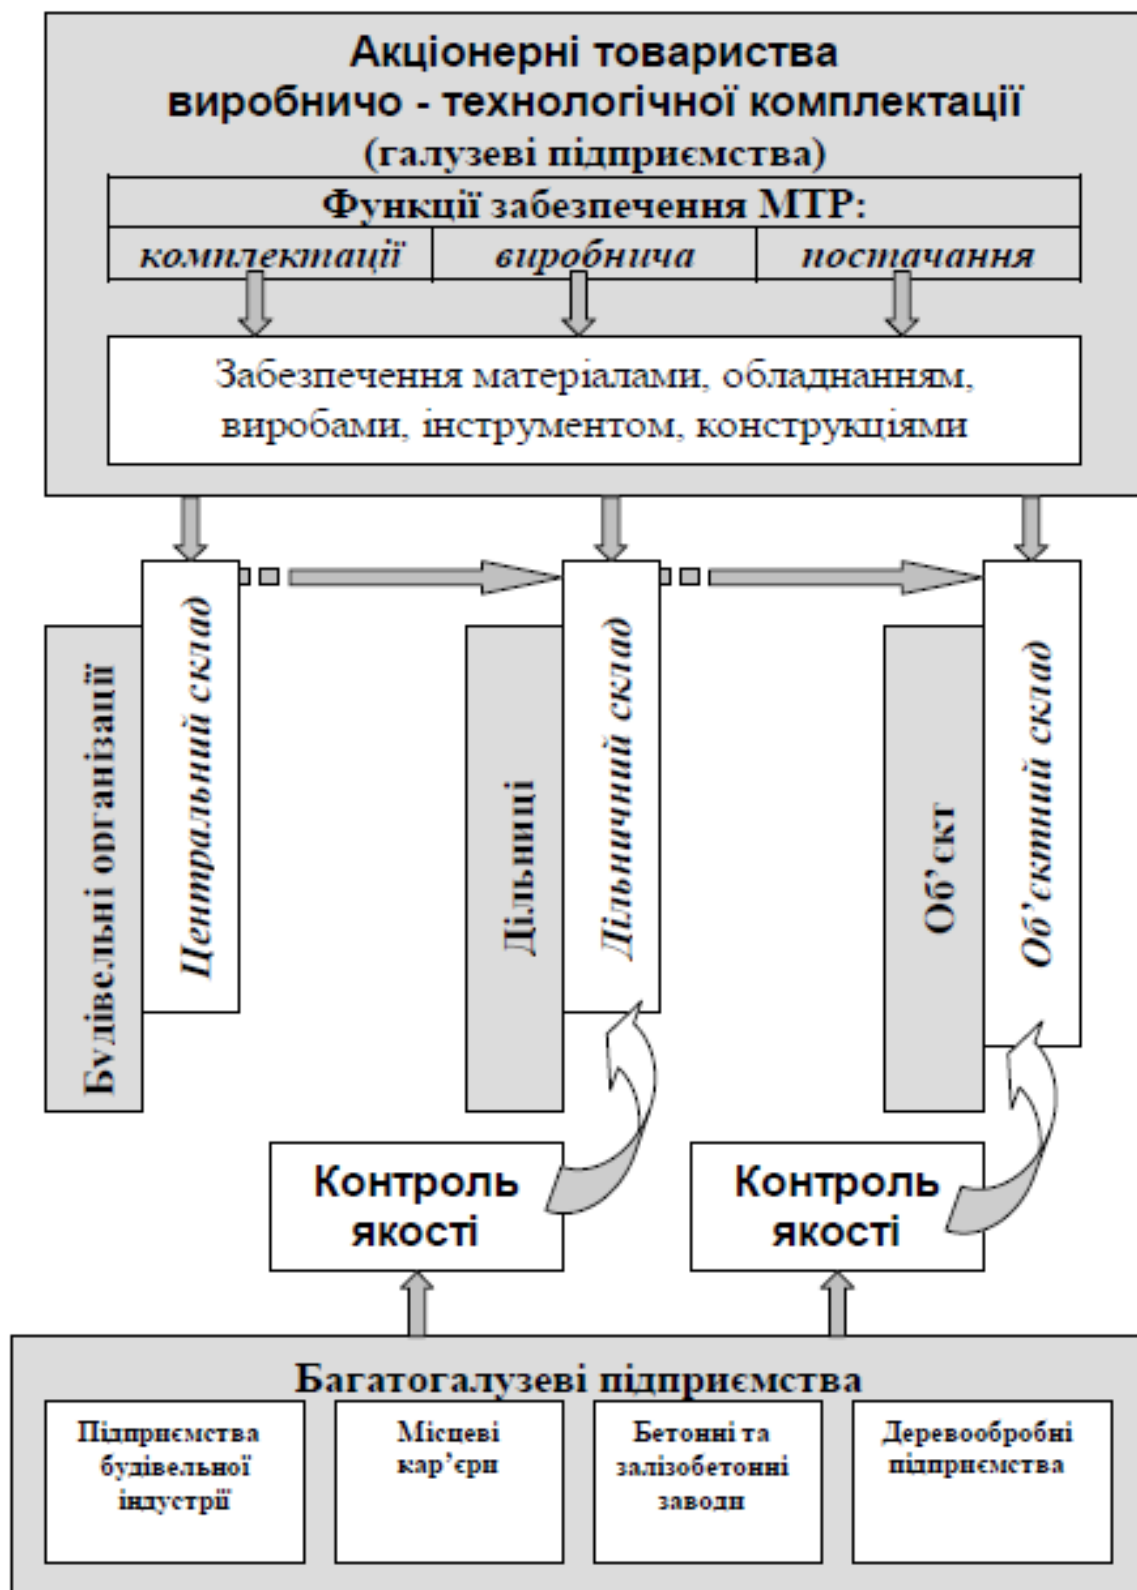 Акціонерні товариства
виробничо - технологічної комплектації
(галузеві підприємства)
Функції забезпечення МТР:
комплектації
виробнича
постачання
Забезпечення матеріалами, обладнанням,
виробами, інструментом, конструкціями
Будівельні організації
Центральний склад
Дільниці
Дільничний склад
Об’єкт
Об’єктний склад
Контроль
якості
Контроль
якості
Багатогалузеві підприємства
Підприємства
будівельної
індустрії
Місцеві
кар’єри
Бетонні та
залізобетонні
заводи
Деревообробні
підприємства